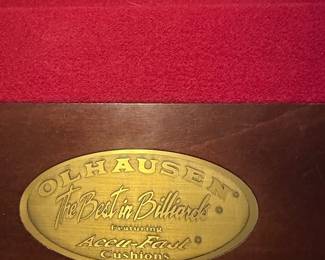 OLHAUSEN®
The Best in Billiards®
Featuring
Accu-Fast®
Cushions